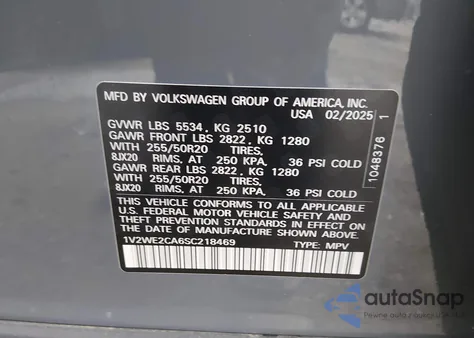 MFD BY VOLKSWAGEN GROUP OF AMERICA, INC.
USA 02/2025
GVWR LBS 5534, KG 2510
GAWR FRONT LBS 2822, KG 1280
WITH 255/50R20 TIRES,
8JX20 RIMS, AT 250 KPA, 36 PSI COLD
GAWR REAR LBS 2822, KG 1280
WITH 255/50R20 TIRES,
8JX20 RIMS, AT 250 KPA, 36 PSI COLD
THIS VEHICLE CONFORMS TO ALL APPLICABLE
U.S. FEDERAL MOTOR VEHICLE SAFETY AND
THEFT PREVENTION STANDARDS IN EFFECT ON
THE DATE OF MANUFACTURE SHOWN ABOVE.
1V2WE2CA6SC218469 TYPE: MPV
1048376 1
autoSnap